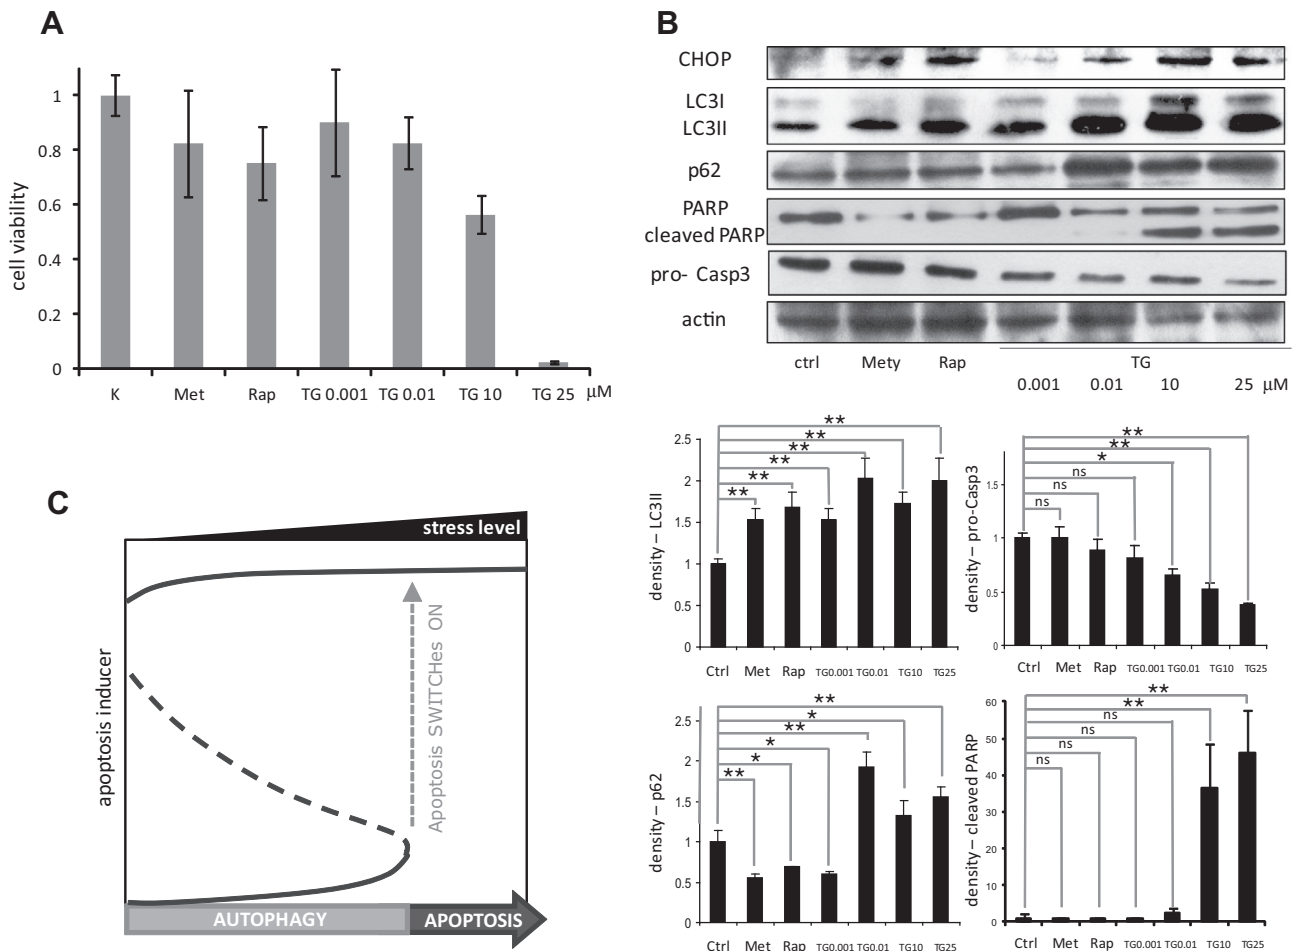 A
cell viability
1
0.8
0.6
0.4
0.2
0
K Met Rap TG 0.001 TG 0.01 TG 10 TG 25 μM
B
CHOP
LC3I
LC3II
p62
PARP
cleaved PARP
pro- Casp3
actin
ctrl Mety Rap TG
0.001 0.01 10 25 μM
C
stress level
apoptosis inducer
Apoptosis SWITCHes ON
AUTOPHAGY APOPTOSIS
density – LC3II
2.5
2
1.5
1
0.5
0
**
**
**
**
**
**
Ctrl Met Rap TG0.001 TG0.01 TG10 TG25
density – pro-Casp3
1.5
1
0.5
0
**
**
*
ns
ns
ns
Ctrl Met Rap TG0.001 TG0.01 TG10 TG25
density – p62
2.5
2
1.5
1
0.5
0
**
*
**
*
*
**
Ctrl Met Rap TG0.001 TG0.01 TG10 TG25
density – cleaved PARP
60
50
40
30
20
10
0
**
**
ns
ns
ns
ns
Ctrl Met Rap TG0.001 TG0.01 TG10 TG25